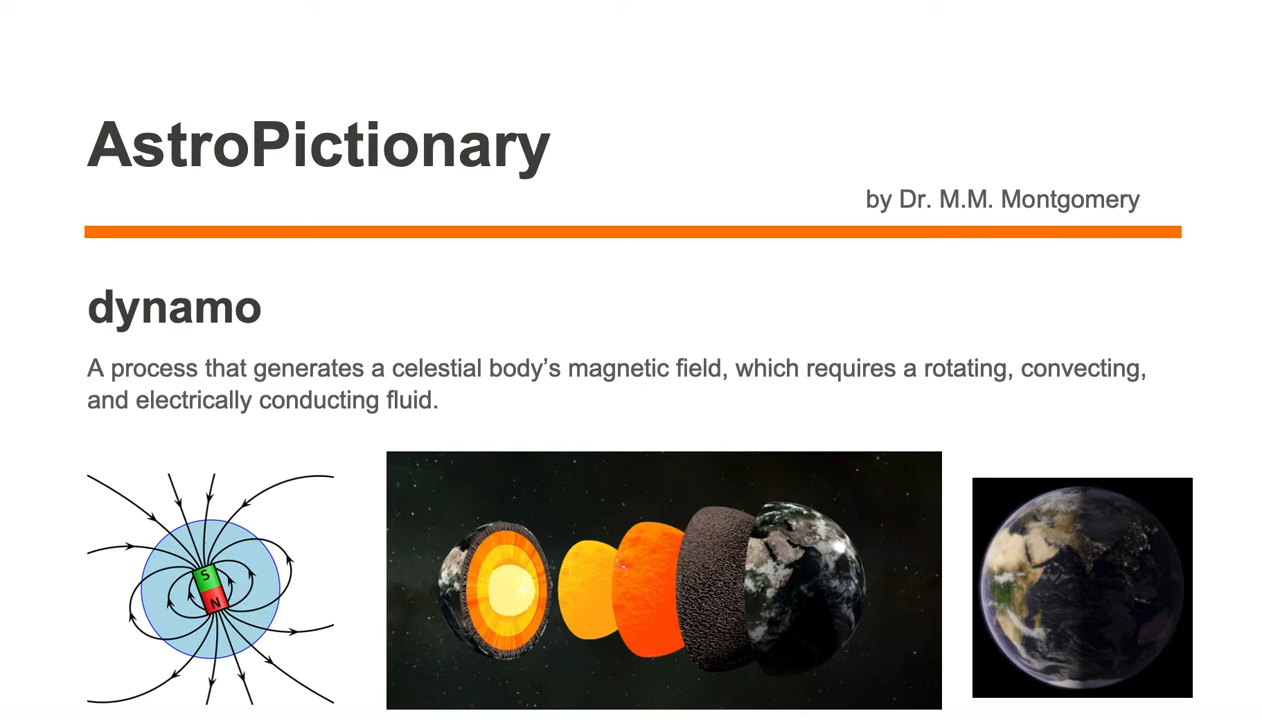 AstroPictionary
by Dr. M.M. Montgomery
dynamo
A process that generates a celestial body’s magnetic field, which requires a rotating, convecting,
and electrically conducting fluid.
S
N